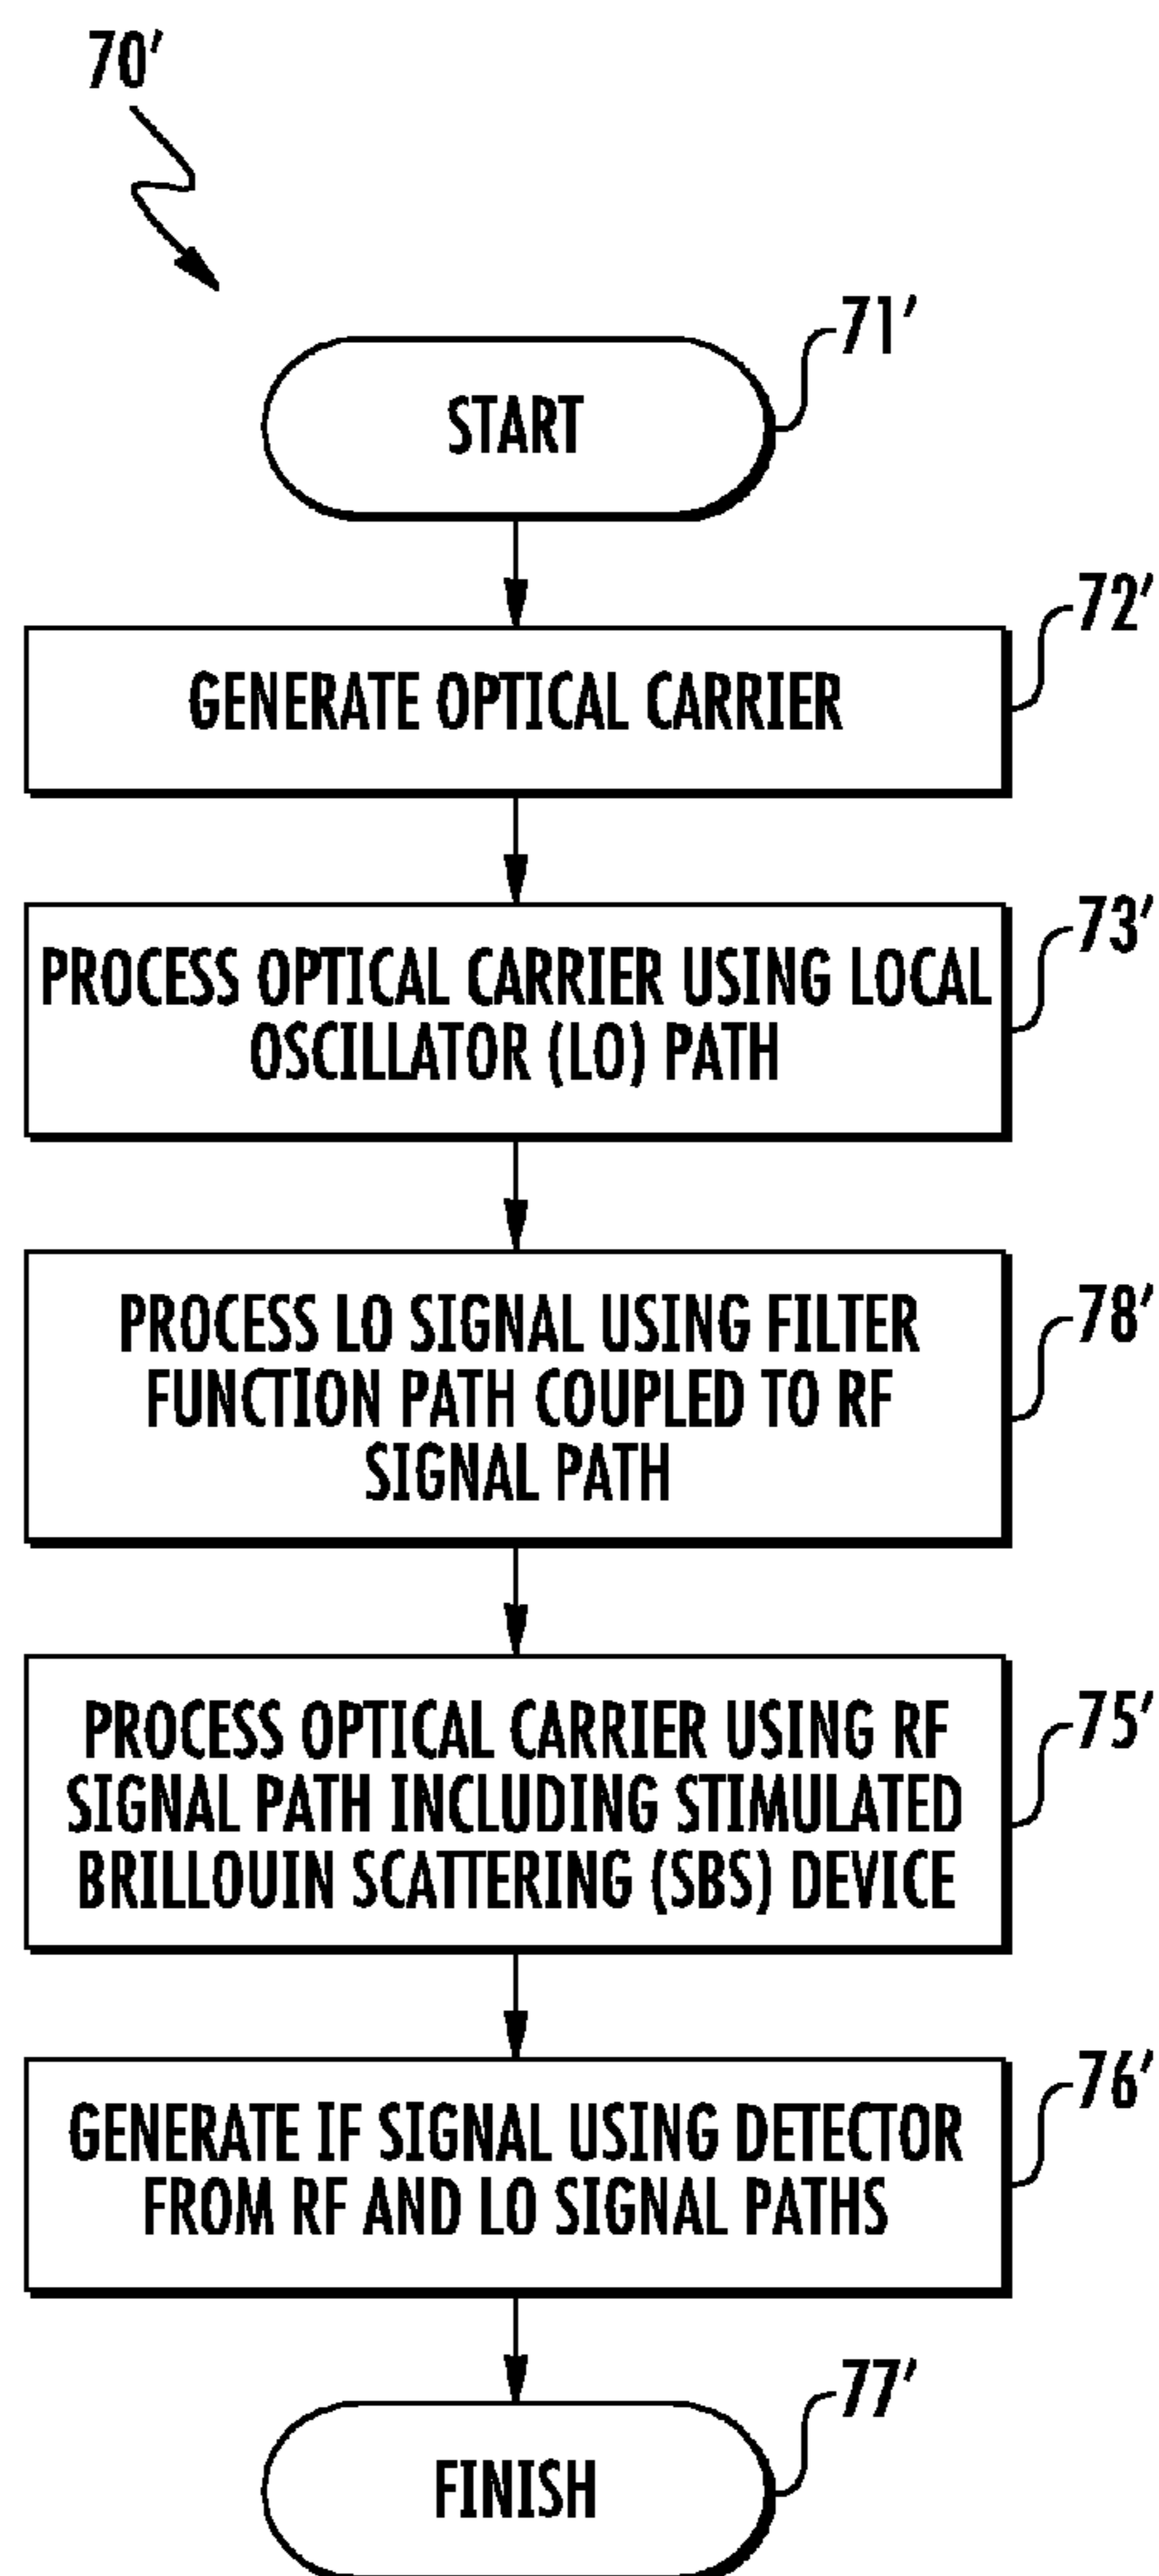 70'
71'
START
72'
GENERATE OPTICAL CARRIER
73'
PROCESS OPTICAL CARRIER USING LOCAL
OSCILLATOR (LO) PATH
78'
PROCESS LO SIGNAL USING FILTER
FUNCTION PATH COUPLED TO RF
SIGNAL PATH
75'
PROCESS OPTICAL CARRIER USING RF
SIGNAL PATH INCLUDING STIMULATED
BRILLOUIN SCATTERING (SBS) DEVICE
76'
GENERATE IF SIGNAL USING DETECTOR
FROM RF AND LO SIGNAL PATHS
77'
FINISH